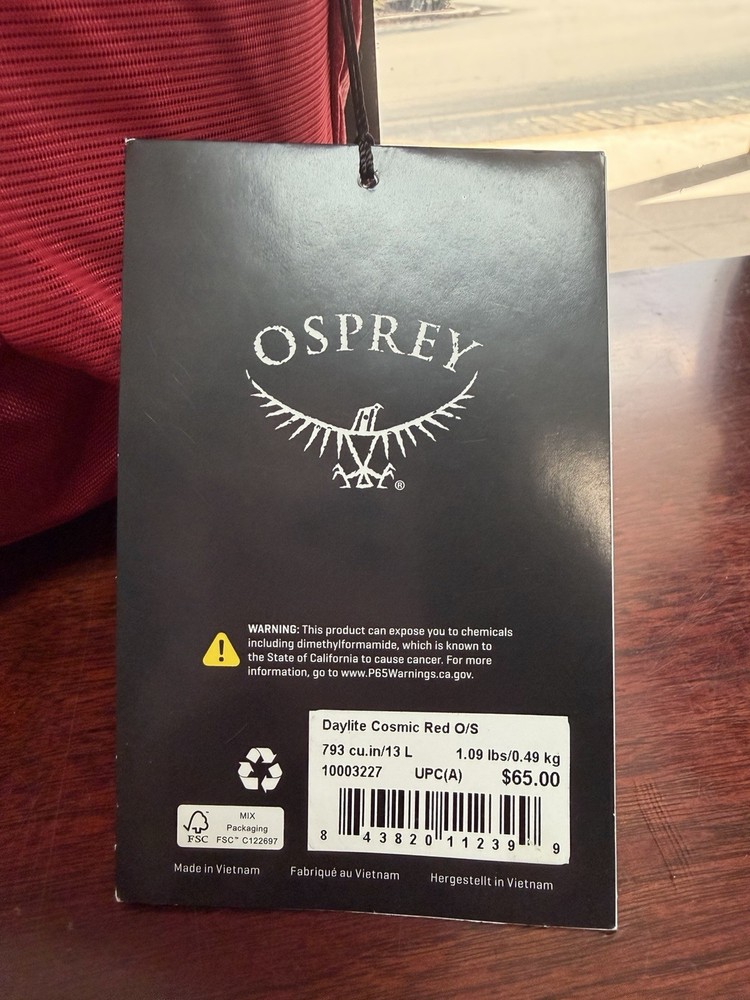 OSPREY
®
WARNING: This product can expose you to chemicals
including dimethylformamide, which is known to
the State of California to cause cancer. For more
information, go to www.P65Warnings.ca.gov.
Daylite Cosmic Red O/S
793 cu.in/13 L 1.09 lbs/0.49 kg
10003227 UPC(A) $65.00
8 43820 11239 9
FSC
MIX
Packaging
FSC™ C122697
Made in Vietnam Fabriqué au Vietnam Hergestellt in Vietnam